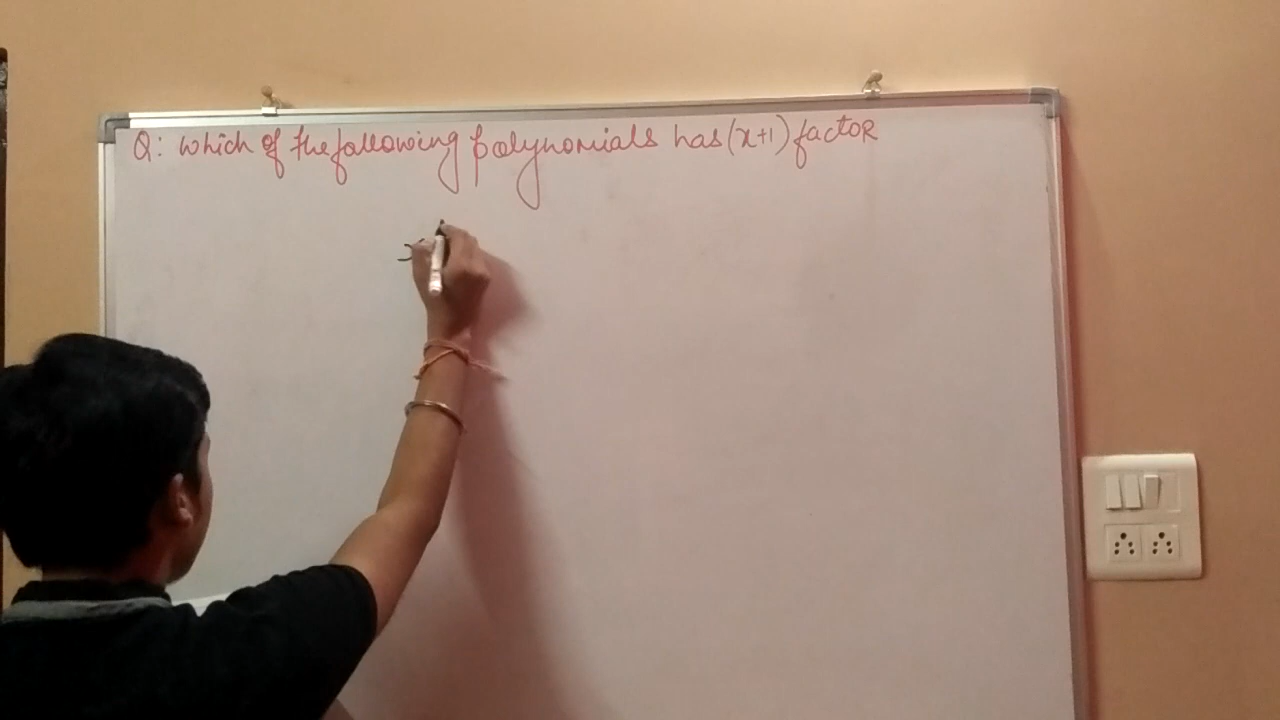 Q: which of the following polynomials has (x+1) factor